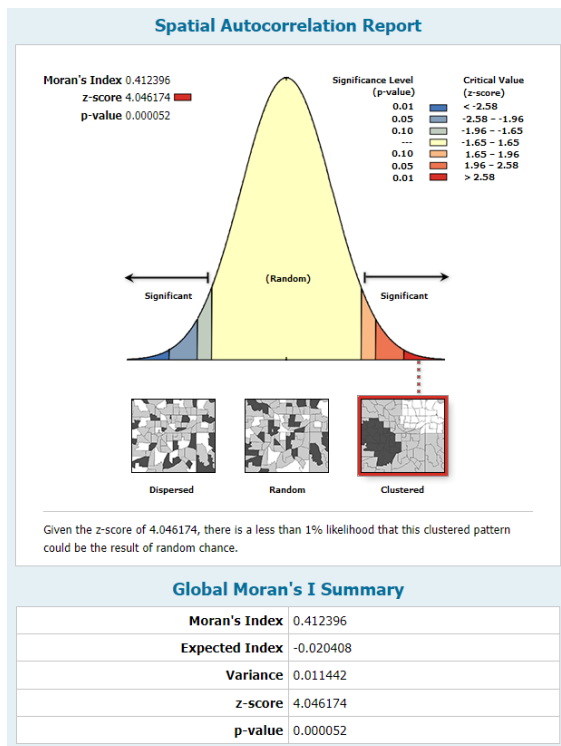 Spatial Autocorrelation Report
Moran's Index 0.412396
z-score 4.046174
p-value 0.000052
Significance Level (p-value) Critical Value (z-score)
0.01 < -2.58
0.05 -2.58 – -1.96
0.10 -1.96 – -1.65
--- -1.65 – 1.65
0.10 1.65 – 1.96
0.05 1.96 – 2.58
0.01 > 2.58
(Random)
Significant Significant
Dispersed Random Clustered
Given the z-score of 4.046174, there is a less than 1% likelihood that this clustered pattern
could be the result of random chance.
Global Moran's I Summary
Moran's Index 0.412396
Expected Index -0.020408
Variance 0.011442
z-score 4.046174
p-value 0.000052